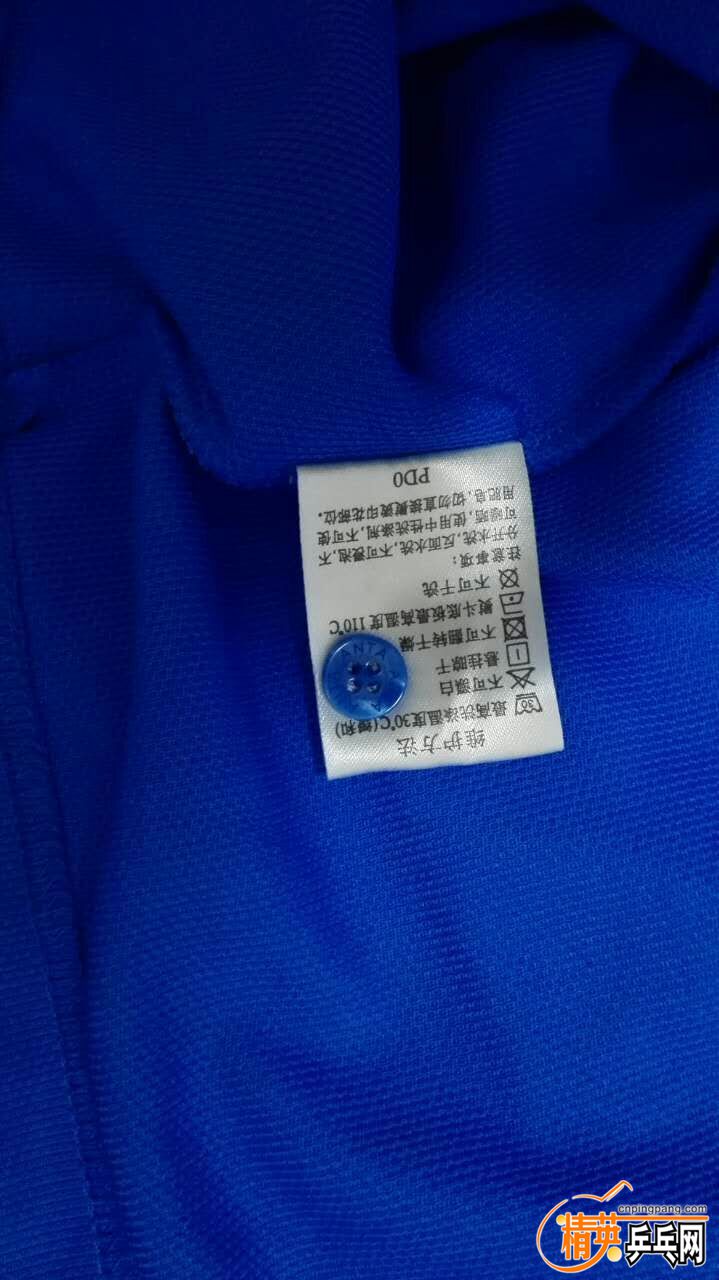 维护方法
最高洗涤温度30℃(缓和)
不可漂白
悬挂晾干
不可翻转干燥
熨斗底板最高温度110℃
不可干洗
注意事项：
分开水洗,反面水洗,不可浸泡,不
可曝晒,使用中性洗涤剂,不可使
用肥皂,切勿直接熨烫印花部位。
PD0
ANTA
cnpingpang.com
精英乒乓网